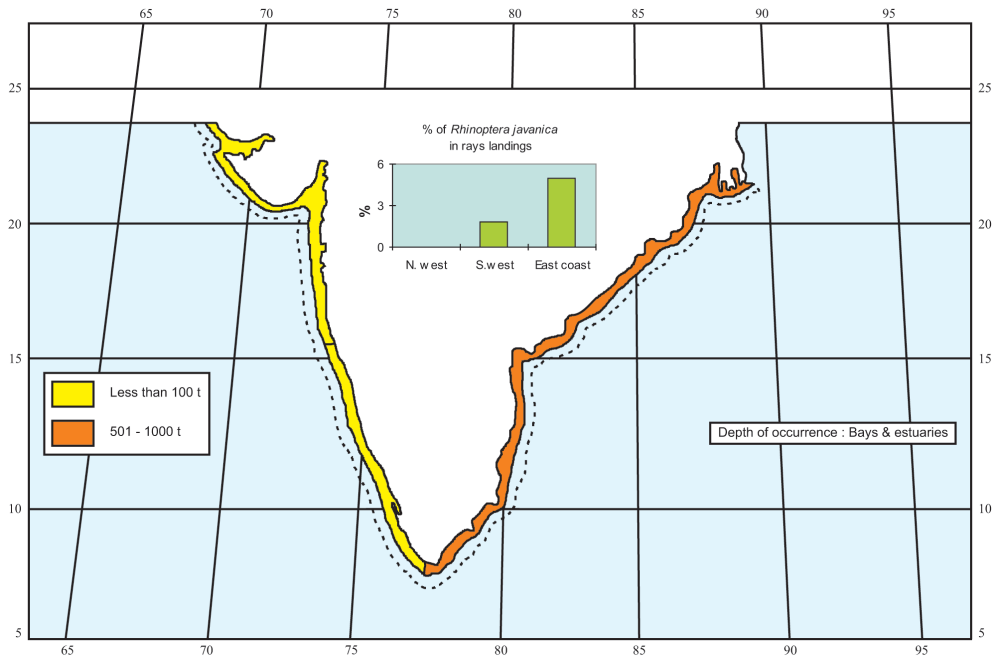 65 70 75 80 85 90 95
25 25
% of Rhinoptera javanica
in rays landings
6
3
%
0
N. west S.west East coast
20 20
15 15
Less than 100 t
501 - 1000 t
Depth of occurrence : Bays & estuaries
10 10
5 5
65 70 75 80 85 90 95